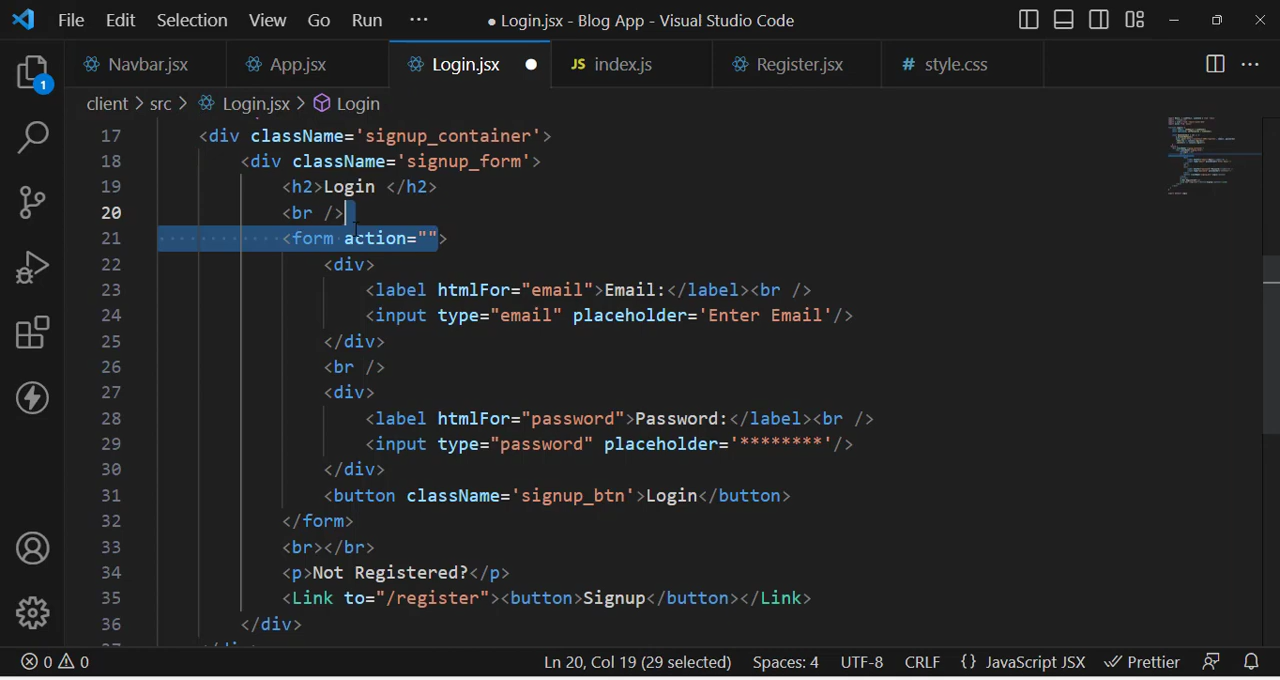 File Edit Selection View Go Run ··· ● Login.jsx - Blog App - Visual Studio Code
Navbar.jsx App.jsx Login.jsx JS index.js Register.jsx # style.css ···
1
client > src > Login.jsx > Login
17 <div className='signup_container'>
18 <div className='signup_form'>
19 <h2>Login </h2>
20 <br />
21 <form action="">
22 <div>
23 <label htmlFor="email">Email:</label><br />
24 <input type="email" placeholder='Enter Email'/>
25 </div>
26 <br />
27 <div>
28 <label htmlFor="password">Password:</label><br />
29 <input type="password" placeholder='********'/>
30 </div>
31 <button className='signup_btn'>Login</button>
32 </form>
33 <br></br>
34 <p>Not Registered?</p>
35 <Link to="/register"><button>Signup</button></Link>
36 </div>
0 0 Ln 20, Col 19 (29 selected) Spaces: 4 UTF-8 CRLF {} JavaScript JSX Prettier